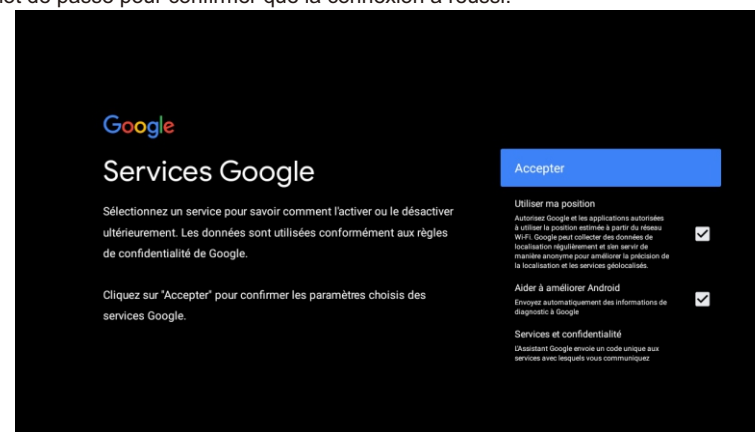 de passe pour confirmer que la connexion a réussi.
Google
Services Google
Sélectionnez un service pour savoir comment l'activer ou le désactiver
ultérieurement. Les données sont utilisées conformément aux règles
de confidentialité de Google.
Cliquez sur "Accepter" pour confirmer les paramètres choisis des
services Google.
Accepter
Utiliser ma position
Autorisez Google et les applications autorisées
à utiliser la position estimée à partir du réseau
Wi-Fi. Google peut collecter des données de
localisation régulièrement et s'en servir de
manière anonyme pour améliorer la précision de
la localisation et les services géolocalisés.
Aider à améliorer Android
Envoyez automatiquement des informations de
diagnostic à Google
Services et confidentialité
L'Assistant Google envoie un code unique aux
services avec lesquels vous communiquez